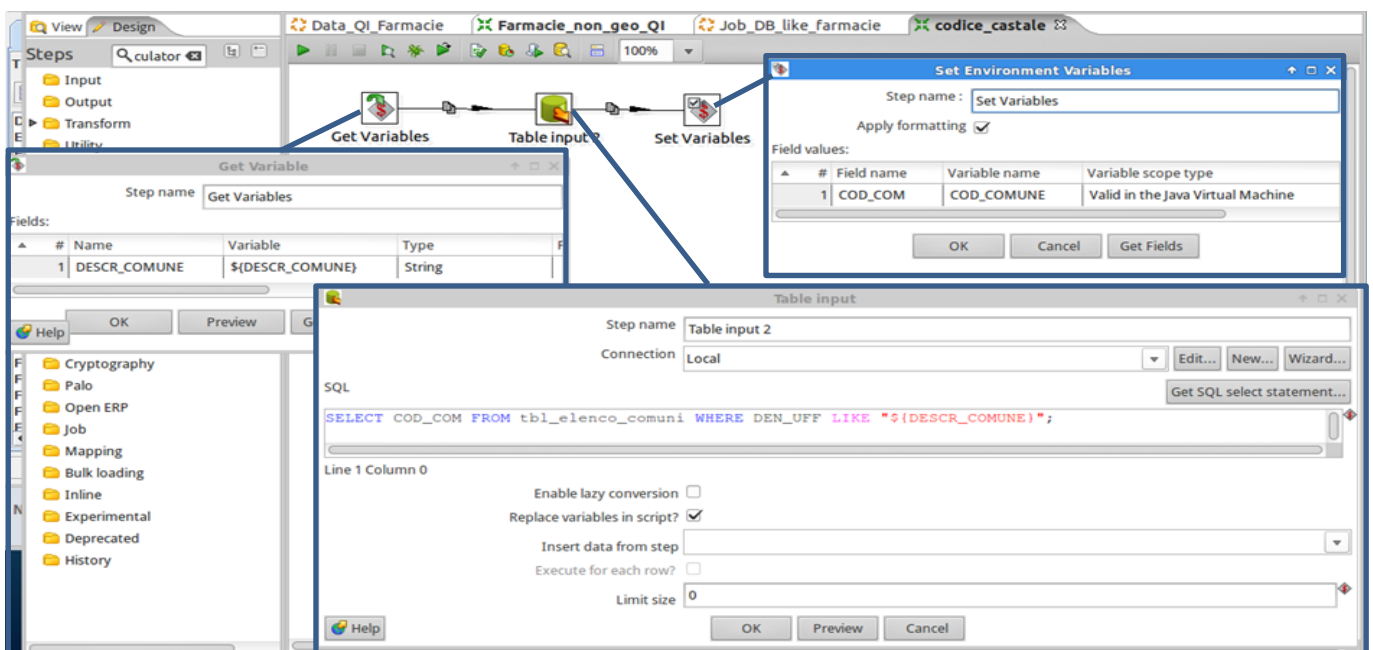 View Design
Data_QI_Farmacie Farmacie_non_geo_QI Job_DB_like_farmacie codice_castale
Steps culator
100%
Input
Output
Transform
Utility
Get Variables Table input 2 Set Variables
Set Environment Variables
Step name : Set Variables
Apply formatting
Field values:
# Field name Variable name Variable scope type
1 COD_COM COD_COMUNE Valid in the Java Virtual Machine
OK Cancel Get Fields
Get Variable
Step name Get Variables
Fields:
# Name Variable Type F
1 DESCR_COMUNE ${DESCR_COMUNE} String
Help OK Preview G
Cryptography
Palo
Open ERP
Job
Mapping
Bulk loading
Inline
Experimental
Deprecated
History
Table input
Step name Table input 2
Connection Local Edit... New... Wizard...
SQL Get SQL select statement...
SELECT COD_COM FROM tbl_elenco_comuni WHERE DEN_UFF LIKE "${DESCR_COMUNE}";
Line 1 Column 0
Enable lazy conversion
Replace variables in script?
Insert data from step
Execute for each row?
Limit size 0
Help OK Preview Cancel